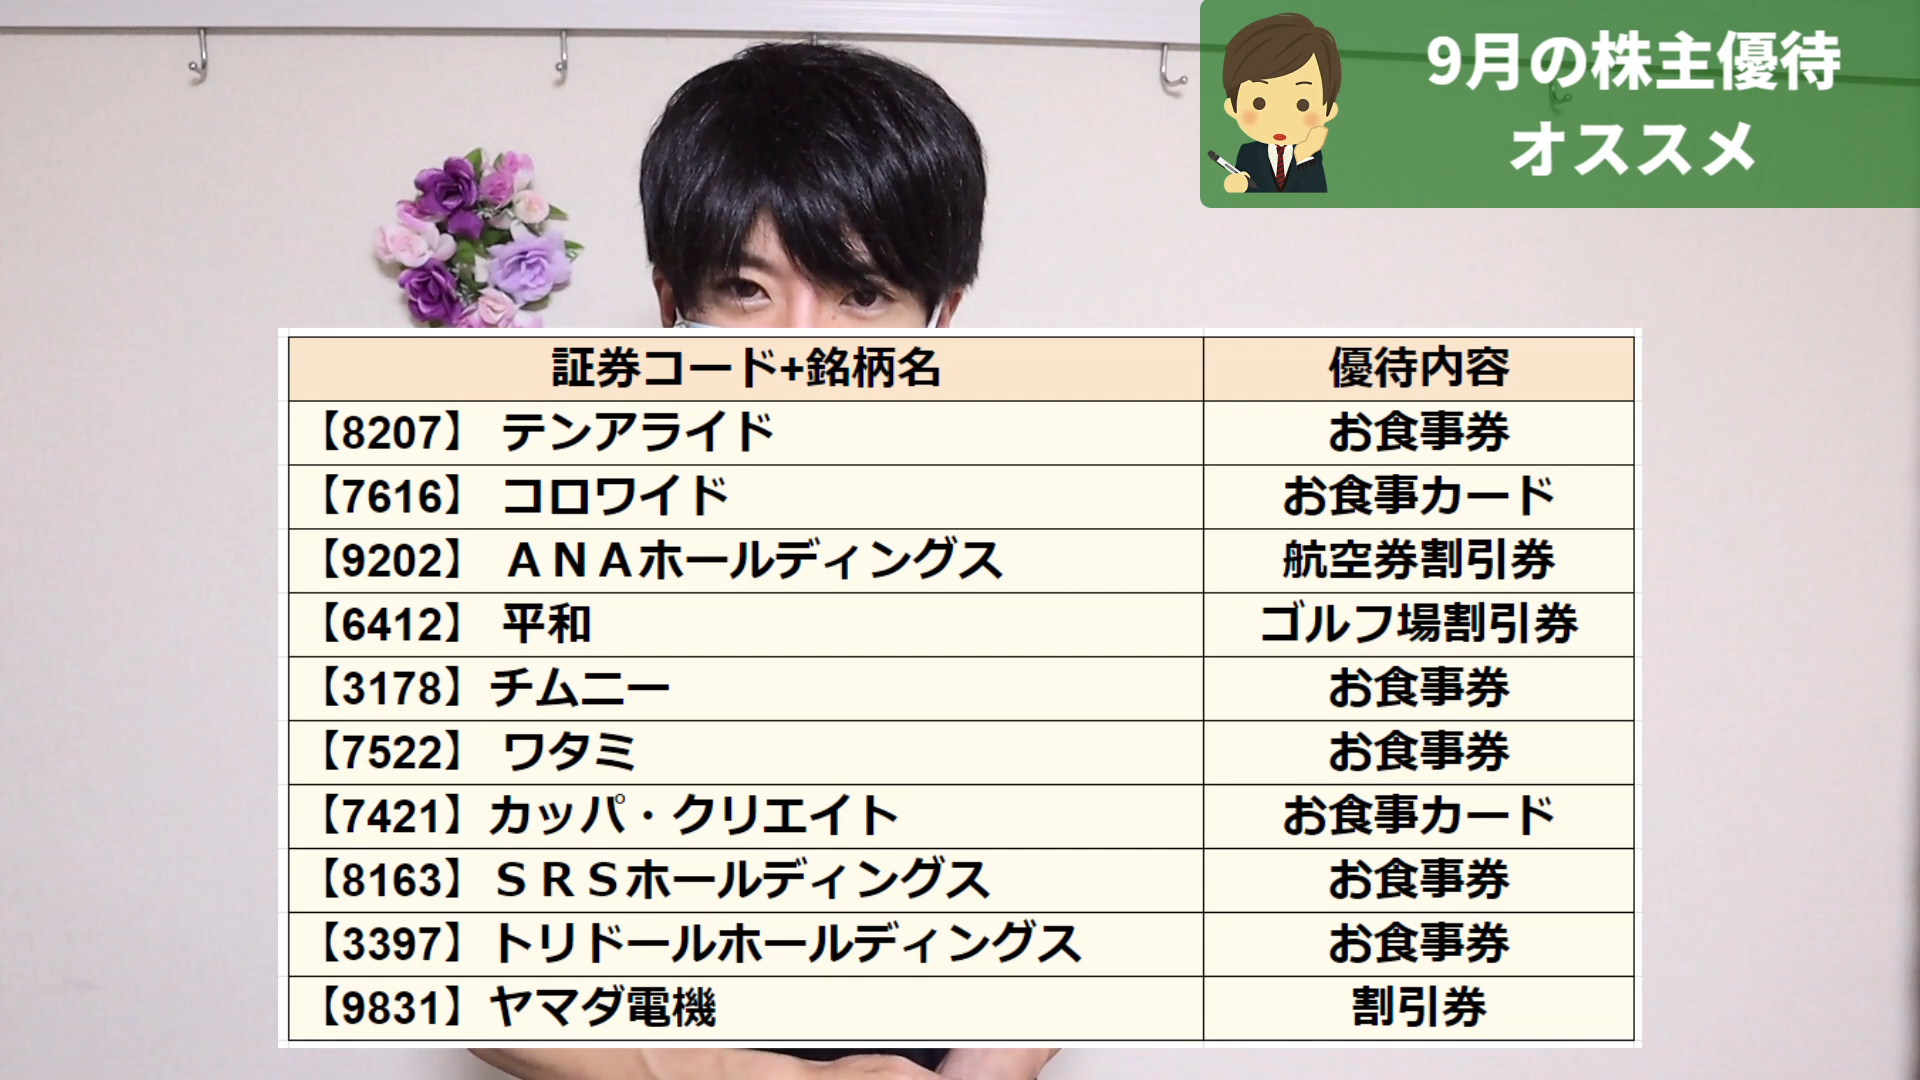 9月の株主優待
オススメ
証券コード+銘柄名 優待内容
【8207】 テンアライド お食事券
【7616】 コロワイド お食事カード
【9202】 ＡＮＡホールディングス 航空券割引券
【6412】 平和 ゴルフ場割引券
【3178】チムニー お食事券
【7522】 ワタミ お食事券
【7421】カッパ・クリエイト お食事カード
【8163】ＳＲＳホールディングス お食事券
【3397】トリドールホールディングス お食事券
【9831】ヤマダ電機 割引券